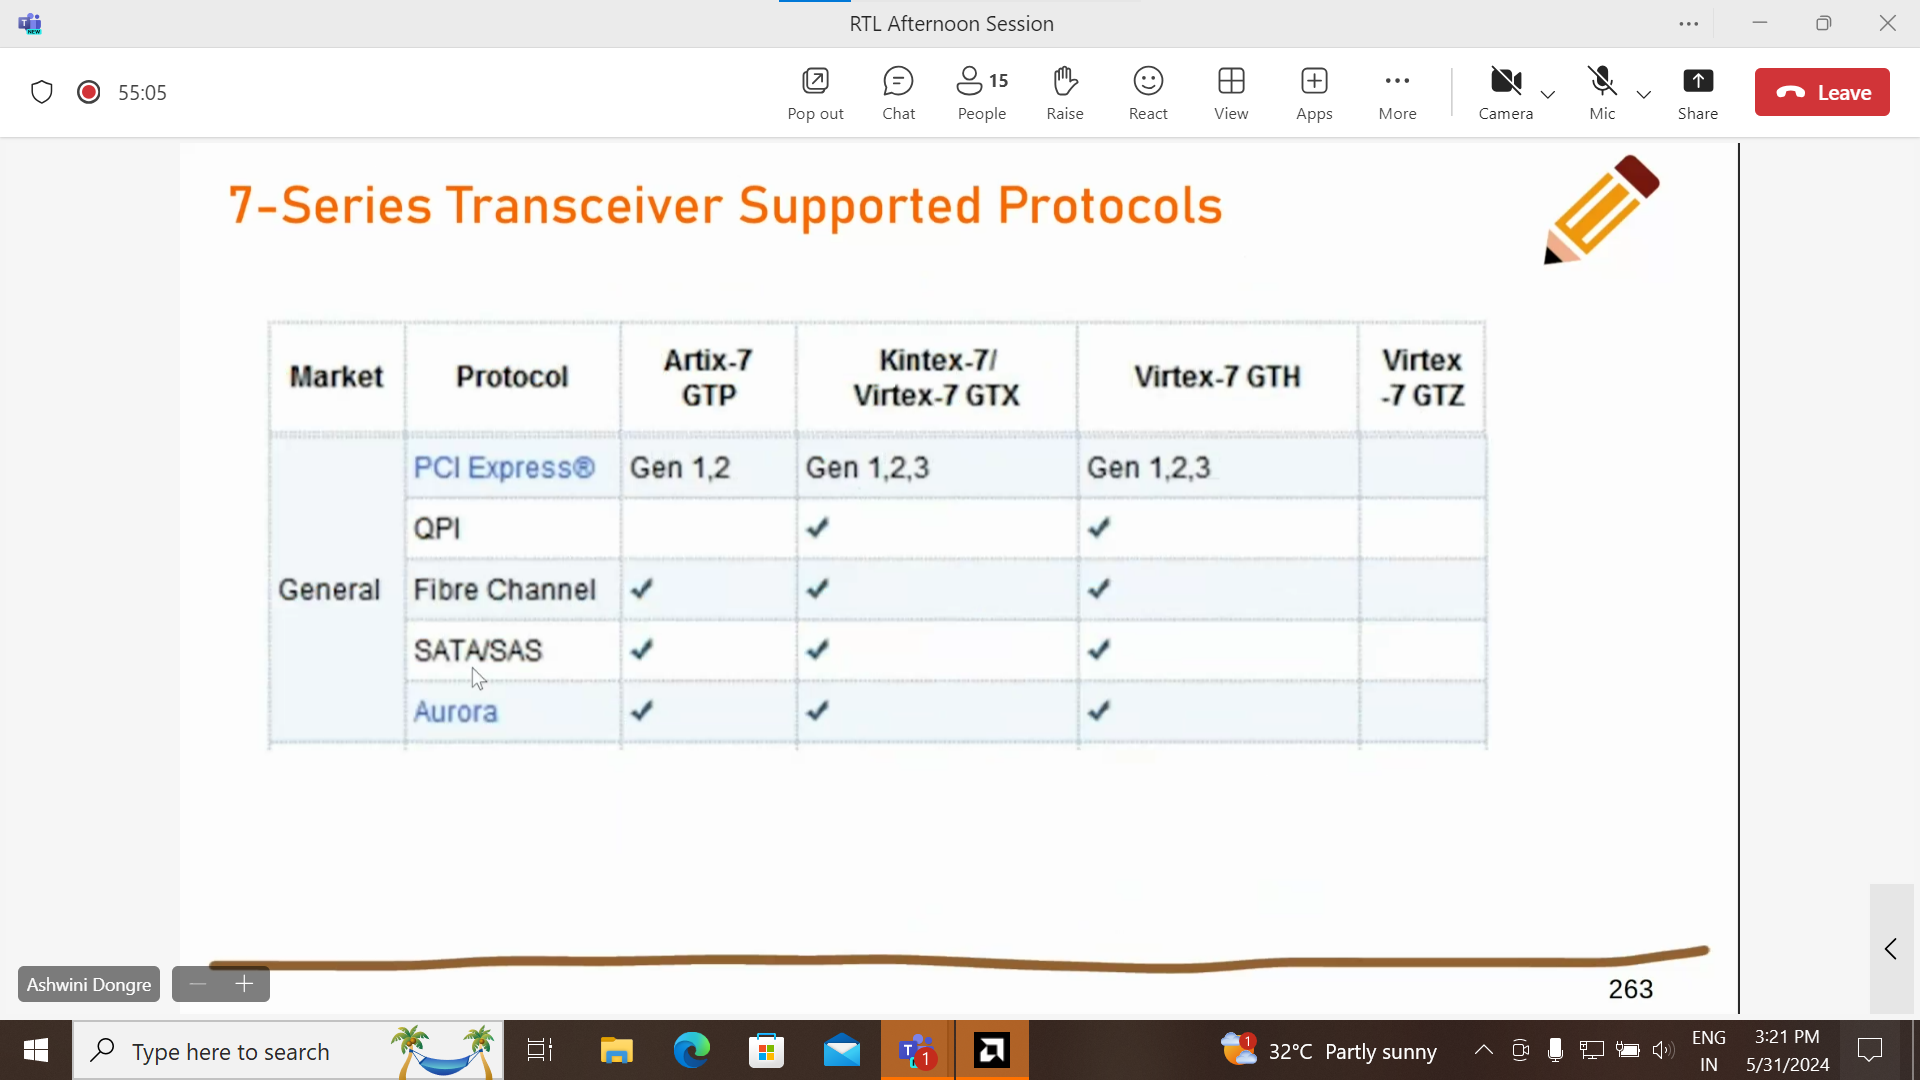 RTL Afternoon Session
55:05
Pop out
Chat
15
People
Raise
React
View
Apps
More
Camera
Mic
Share
Leave
7-Series Transceiver Supported Protocols
Market Protocol Artix-7 GTP Kintex-7/ Virtex-7 GTX Virtex-7 GTH Virtex -7 GTZ
General
PCI Express® Gen 1,2 Gen 1,2,3 Gen 1,2,3
QPI ✓ ✓
Fibre Channel ✓ ✓ ✓
SATA/SAS ✓ ✓ ✓
Aurora ✓ ✓ ✓
263
Ashwini Dongre
Type here to search
NEW
T
1
1
32°C Partly sunny
ENG
IN
3:21 PM
5/31/2024